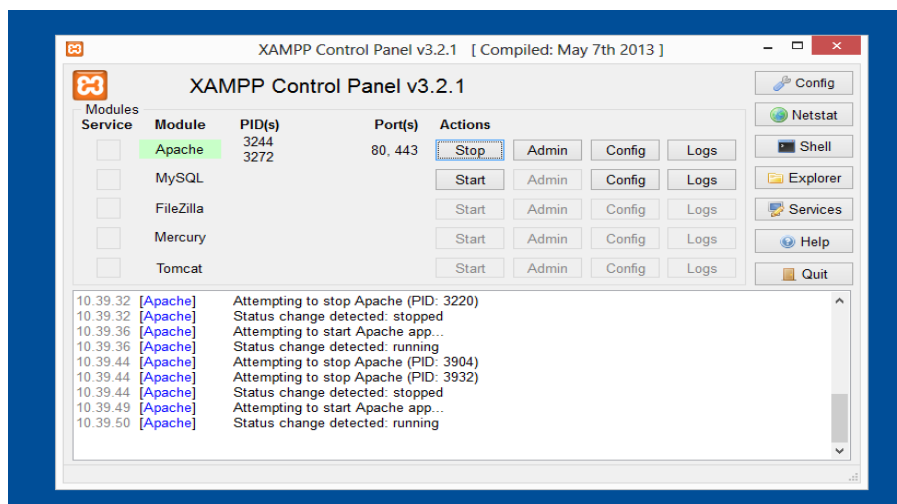 XAMPP Control Panel v3.2.1 [ Compiled: May 7th 2013 ]
XAMPP Control Panel v3.2.1
Config
Modules
Service Module PID(s) Port(s) Actions
Netstat
Apache 3244 3272 80, 443 Stop Admin Config Logs
Shell
MySQL Start Admin Config Logs
Explorer
FileZilla Start Admin Config Logs
Services
Mercury Start Admin Config Logs
Help
Tomcat Start Admin Config Logs
Quit
10.39.32 [Apache] Attempting to stop Apache (PID: 3220)
10.39.32 [Apache] Status change detected: stopped
10.39.36 [Apache] Attempting to start Apache app...
10.39.36 [Apache] Status change detected: running
10.39.44 [Apache] Attempting to stop Apache (PID: 3904)
10.39.44 [Apache] Attempting to stop Apache (PID: 3932)
10.39.44 [Apache] Status change detected: stopped
10.39.49 [Apache] Attempting to start Apache app...
10.39.50 [Apache] Status change detected: running